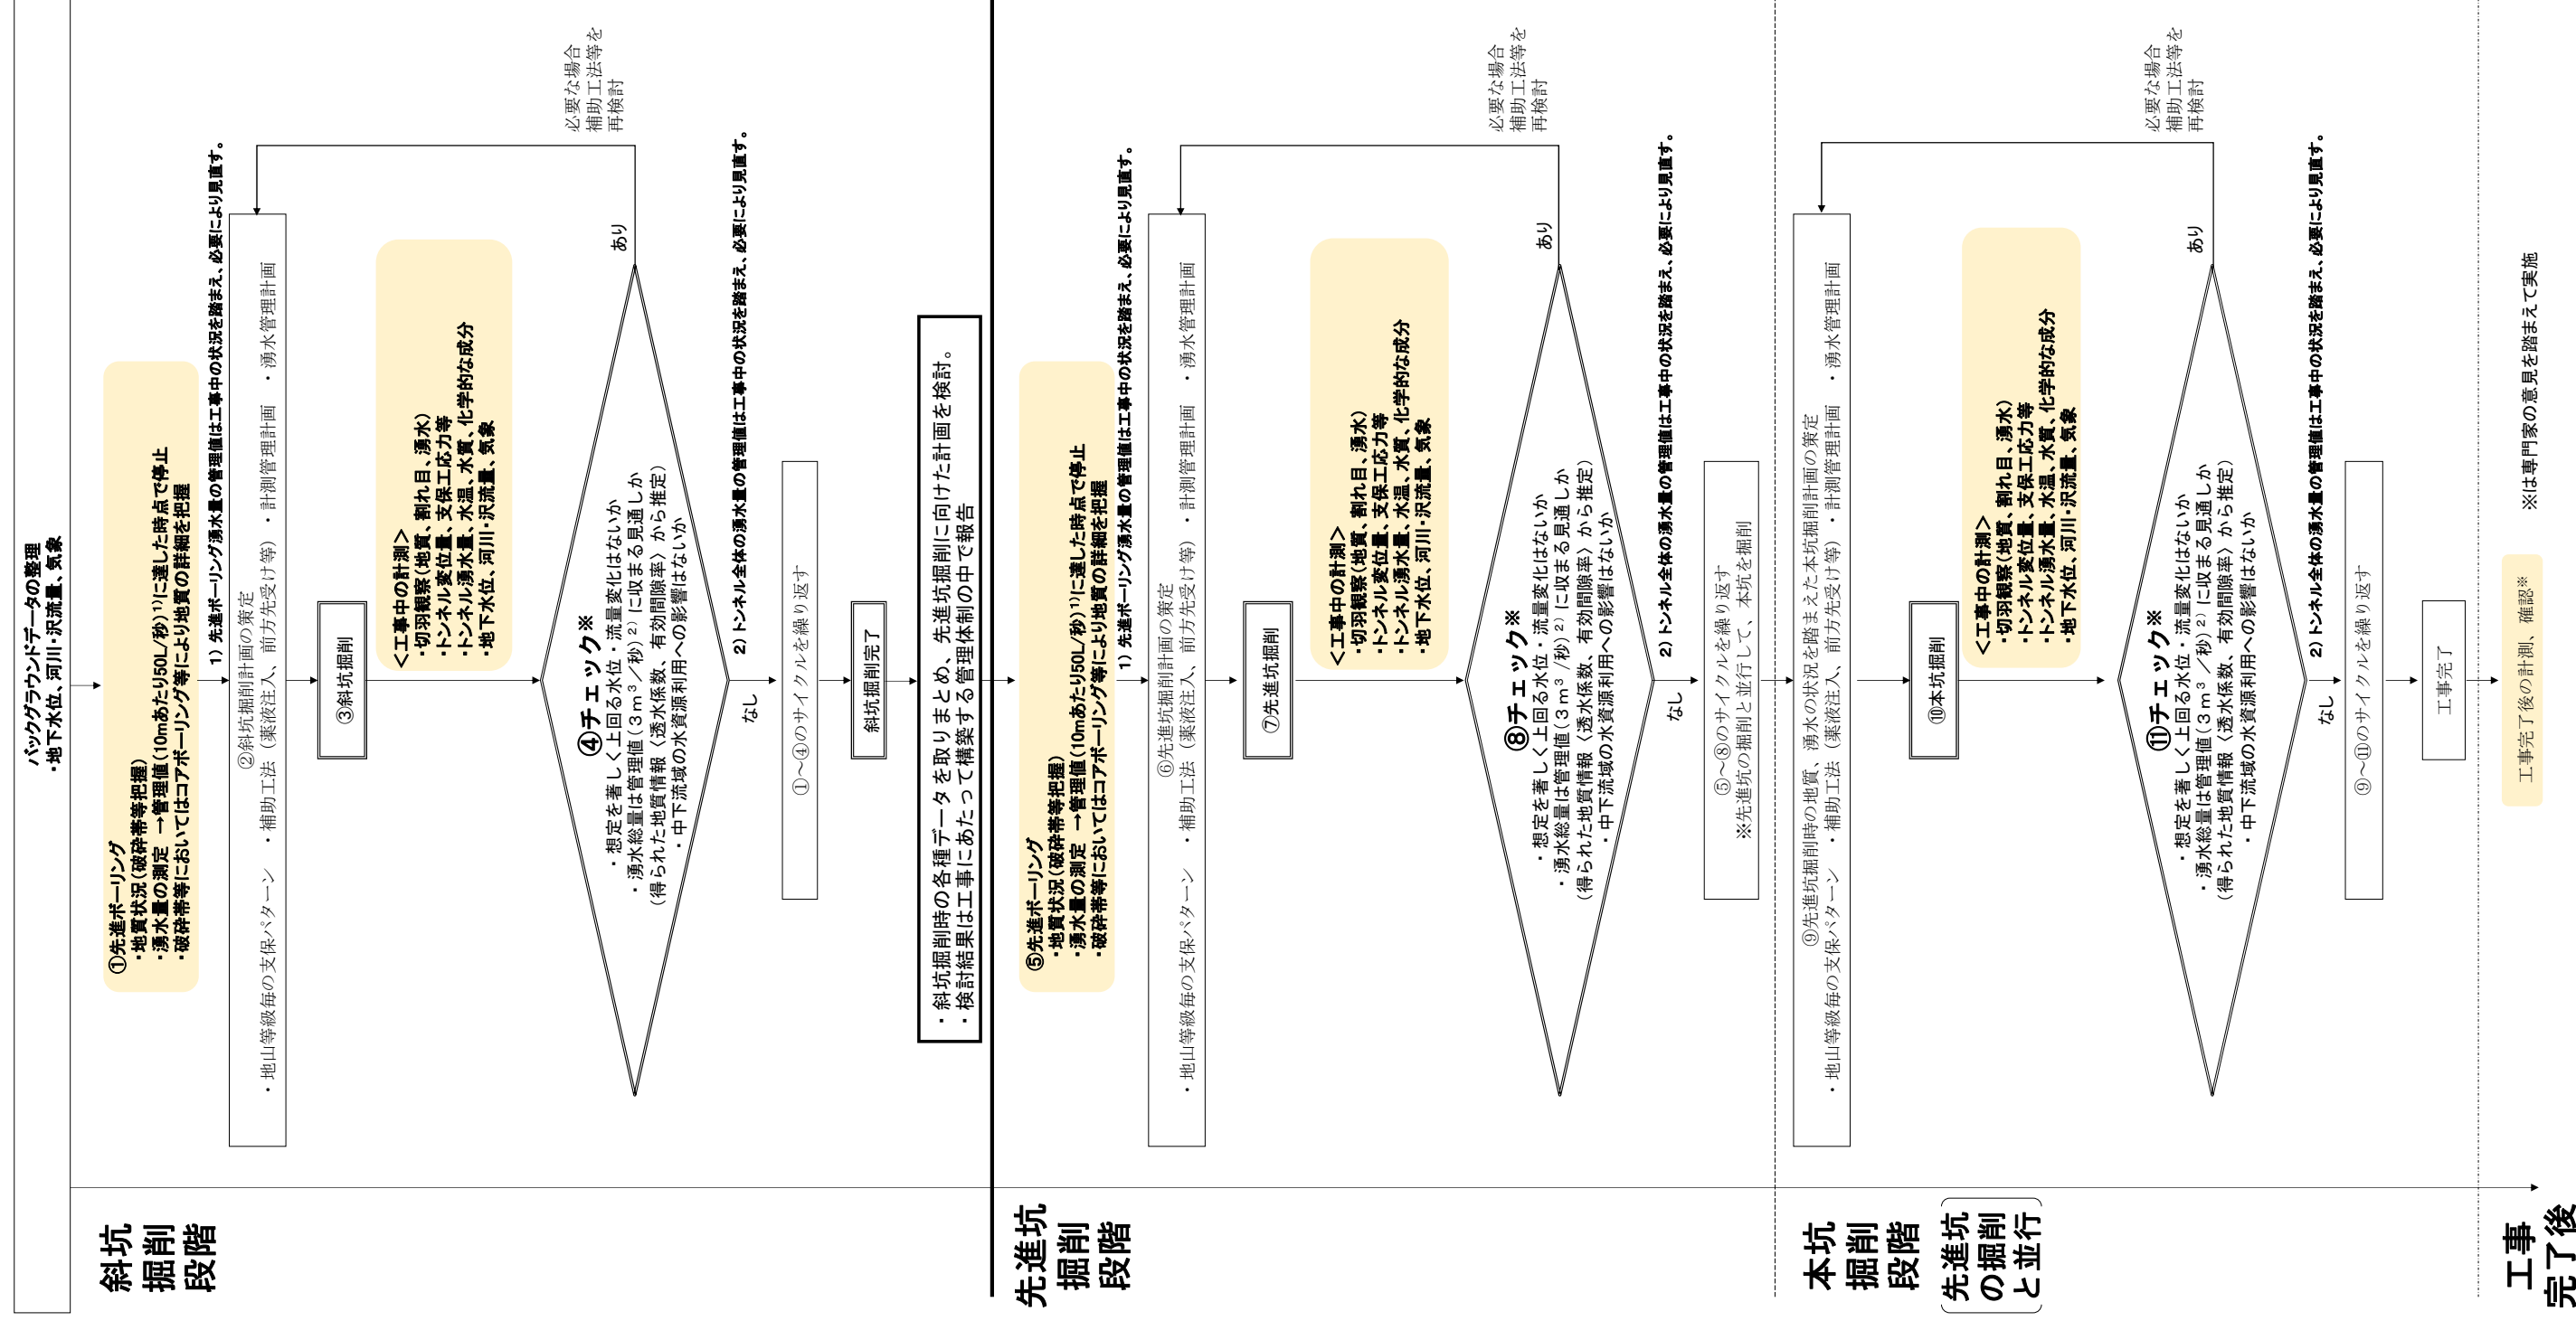 バックグラウンドデータの整理
・地下水位、河川・沢流量、気象
斜坑
掘削
段階
①先進ボーリング
・地質状況（破砕帯等把握）
・湧水量の測定　→管理値（10mあたり50L/秒）¹⁾に達した時点で停止
・破砕帯等においてはコアボーリング等により地質の詳細を把握
1）先進ボーリング湧水量の管理値は工事中の状況を踏まえ、必要により見直す。
②斜坑掘削計画の策定
・地山等級毎の支保パターン　・補助工法（薬液注入、前方先受け等）・計測管理計画　・湧水管理計画
③斜坑掘削
＜工事中の計測＞
・切羽観察（地質、割れ目、湧水）
・トンネル変位量、支保工応力等
・トンネル湧水量、水温、水質、化学的な成分
・地下水位、河川・沢流量、気象
必要な場合
補助工法等を
再検討
④チェック※
・想定を著しく上回る水位・流量変化はないか
・湧水総量は管理値（３ｍ³／秒）²⁾に収まる見通しか
（得られた地質情報〈透水係数、有効間隙率〉から推定）
・中下流域の水資源利用への影響はないか
あり
なし
2）トンネル全体の湧水量の管理値は工事中の状況を踏まえ、必要により見直す。
①～④のサイクルを繰り返す
斜坑掘削完了
・斜坑掘削時の各種データを取りまとめ、先進坑掘削に向けた計画を検討。
・検討結果は工事にあたって構築する管理体制の中で報告
先進坑
掘削
段階
⑤先進ボーリング
・地質状況（破砕帯等把握）
・湧水量の測定　→管理値（10mあたり50L/秒）¹⁾に達した時点で停止
・破砕帯等においてはコアボーリング等により地質の詳細を把握
1）先進ボーリング湧水量の管理値は工事中の状況を踏まえ、必要により見直す。
⑥先進坑掘削計画の策定
・地山等級毎の支保パターン　・補助工法（薬液注入、前方先受け等）・計測管理計画　・湧水管理計画
⑦先進坑掘削
＜工事中の計測＞
・切羽観察（地質、割れ目、湧水）
・トンネル変位量、支保工応力等
・トンネル湧水量、水温、水質、化学的な成分
・地下水位、河川・沢流量、気象
必要な場合
補助工法等を
再検討
⑧チェック※
・想定を著しく上回る水位・流量変化はないか
・湧水総量は管理値（３ｍ³／秒）²⁾に収まる見通しか
（得られた地質情報〈透水係数、有効間隙率〉から推定）
・中下流域の水資源利用への影響はないか
あり
なし
2）トンネル全体の湧水量の管理値は工事中の状況を踏まえ、必要により見直す。
⑤～⑧のサイクルを繰り返す
※先進坑の掘削と並行して、本坑を掘削
本坑
掘削
段階
先進坑
の掘削
と並行
⑨先進坑掘削時の地質、湧水の状況を踏まえた本坑掘削計画の策定
・地山等級毎の支保パターン　・補助工法（薬液注入、前方先受け等）・計測管理計画　・湧水管理計画
⑩本坑掘削
＜工事中の計測＞
・切羽観察（地質、割れ目、湧水）
・トンネル変位量、支保工応力等
・トンネル湧水量、水温、水質、化学的な成分
・地下水位、河川・沢流量、気象
必要な場合
補助工法等を
再検討
⑪チェック※
・想定を著しく上回る水位・流量変化はないか
・湧水総量は管理値（３ｍ³／秒）²⁾に収まる見通しか
（得られた地質情報〈透水係数、有効間隙率〉から推定）
・中下流域の水資源利用への影響はないか
あり
なし
2）トンネル全体の湧水量の管理値は工事中の状況を踏まえ、必要により見直す。
⑨～⑪のサイクルを繰り返す
工事完了
工事
完了後
工事完了後の計測、確認※
※は専門家の意見を踏まえて実施